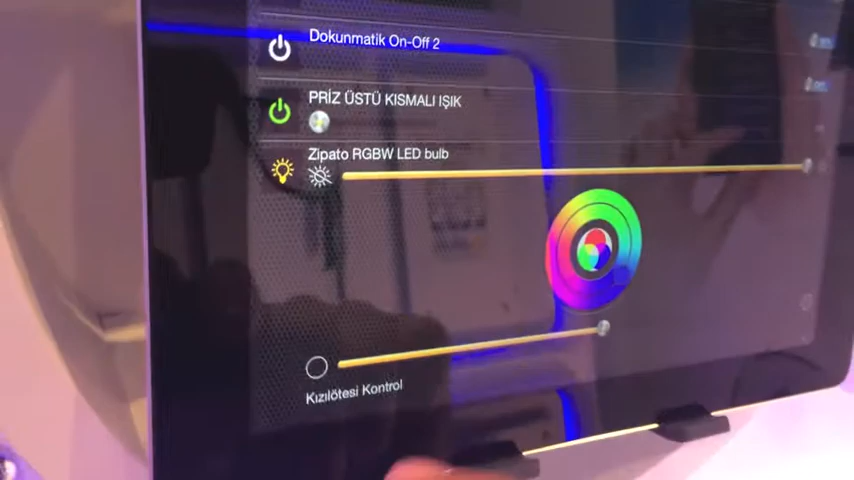 Dokunmatik On-Off 2
PRİZ ÜSTÜ KISMALI IŞIK
Zipato RGBW LED bulb
Kızılötesi Kontrol